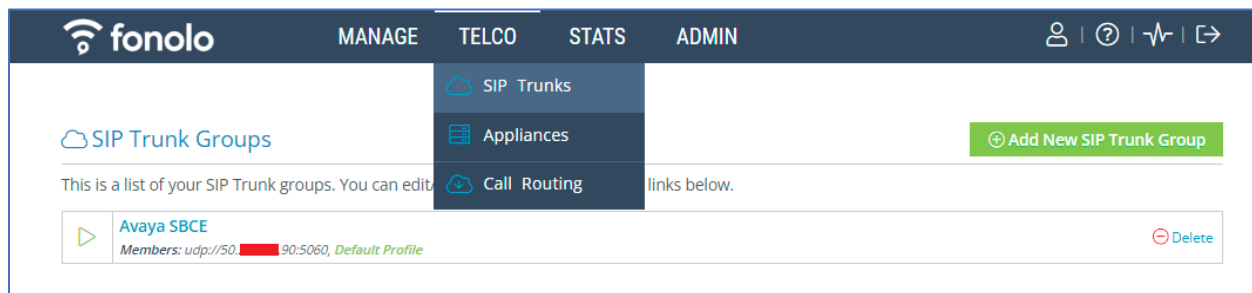 fonolo MANAGE TELCO STATS ADMIN
SIP Trunks
Appliances
Call Routing
SIP Trunk Groups
Add New SIP Trunk Group
This is a list of your SIP Trunk groups. You can edit/ links below.
Avaya SBCE
Members: udp://50. 90:5060, Default Profile
Delete